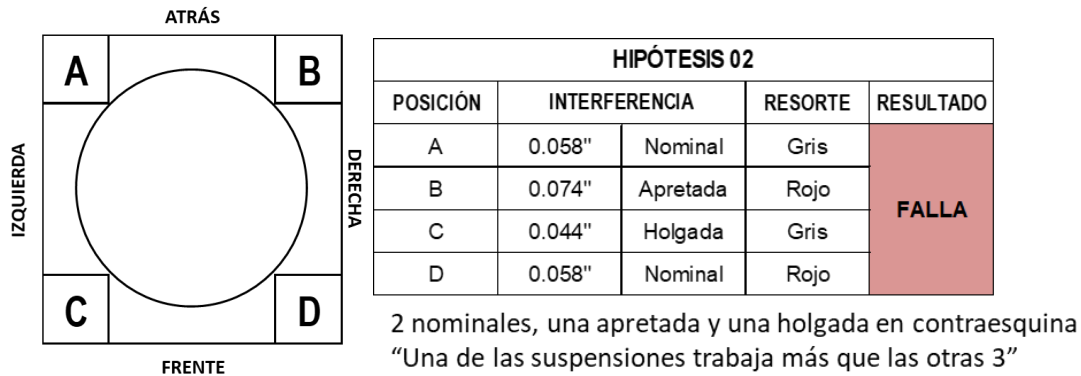 ATRÁS
A B
IZQUIERDA
DERECHA
C D
FRENTE
HIPÓTESIS 02
POSICIÓN INTERFERENCIA RESORTE RESULTADO
A 0.058" Nominal Gris
B 0.074" Apretada Rojo
C 0.044" Holgada Gris
D 0.058" Nominal Rojo
FALLA
2 nominales, una apretada y una holgada en contraesquina
“Una de las suspensiones trabaja más que las otras 3”